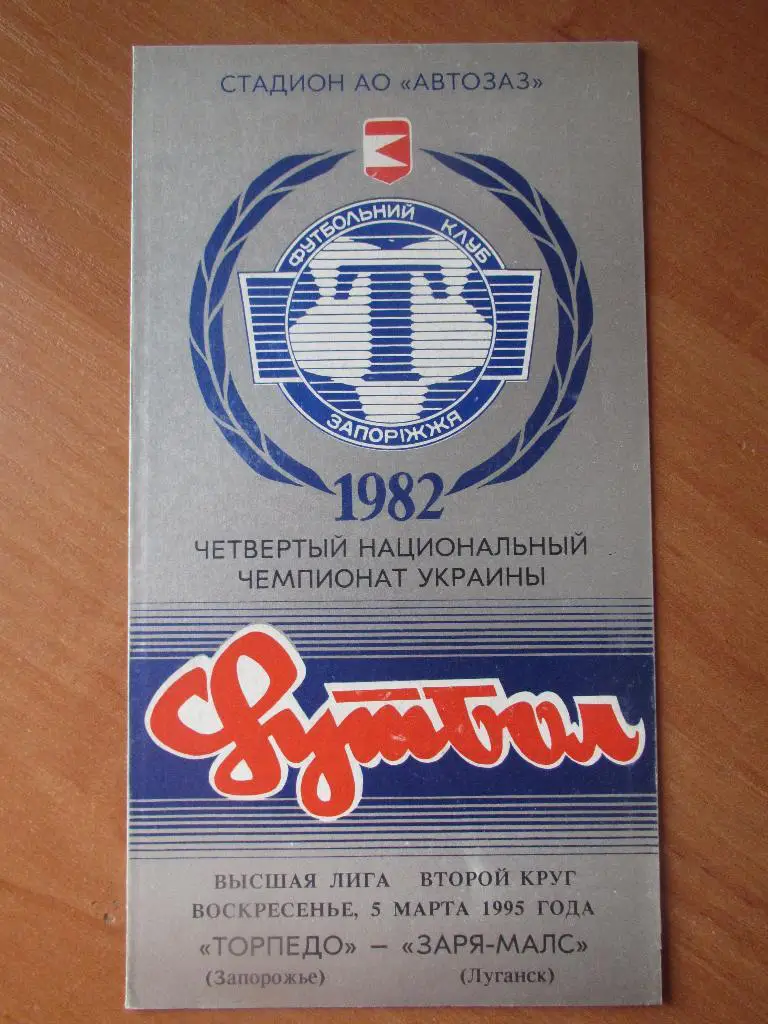 СТАДИОН АО «АВТОЗАЗ»
ФУТБОЛЬНИЙ КЛУБ
Т
ЗАПОРІЖЖЯ
1982
ЧЕТВЕРТЫЙ НАЦИОНАЛЬНЫЙ
ЧЕМПИОНАТ УКРАИНЫ
Футбол
ВЫСШАЯ ЛИГА ВТОРОЙ КРУГ
ВОСКРЕСЕНЬЕ, 5 МАРТА 1995 ГОДА
«ТОРПЕДО» — «ЗАРЯ-МАЛС»
(Запорожье) (Луганск)